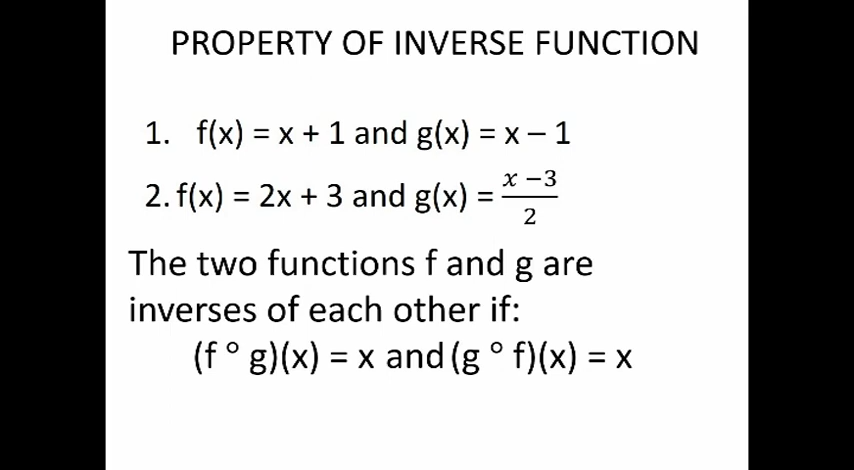 PROPERTY OF INVERSE FUNCTION
1. f(x) = x + 1 and g(x) = x – 1
2. f(x) = 2x + 3 and g(x) = \frac{x-3}{2}
The two functions f and g are
inverses of each other if:
(f ° g)(x) = x and (g ° f)(x) = x